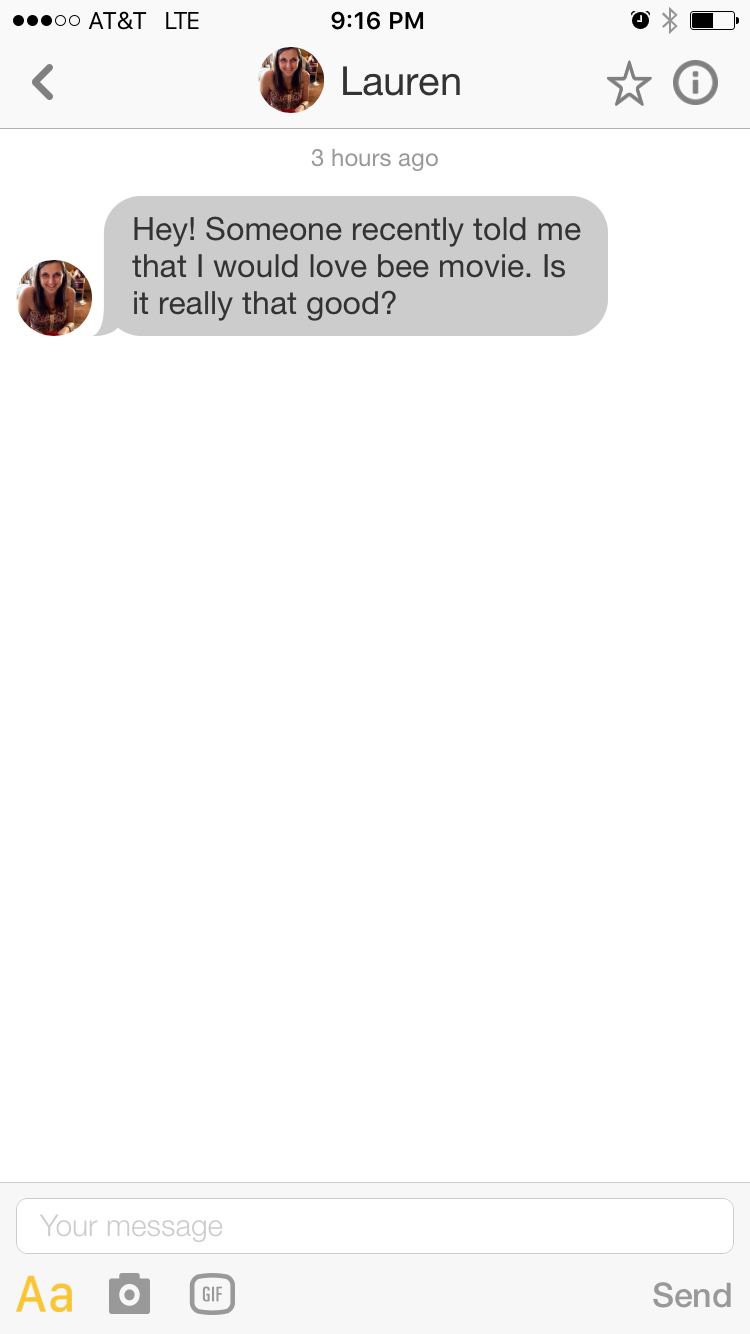 AT&T LTE 9:16 PM
Lauren
3 hours ago
Hey! Someone recently told me
that I would love bee movie. Is
it really that good?
Your message
Aa GIF Send